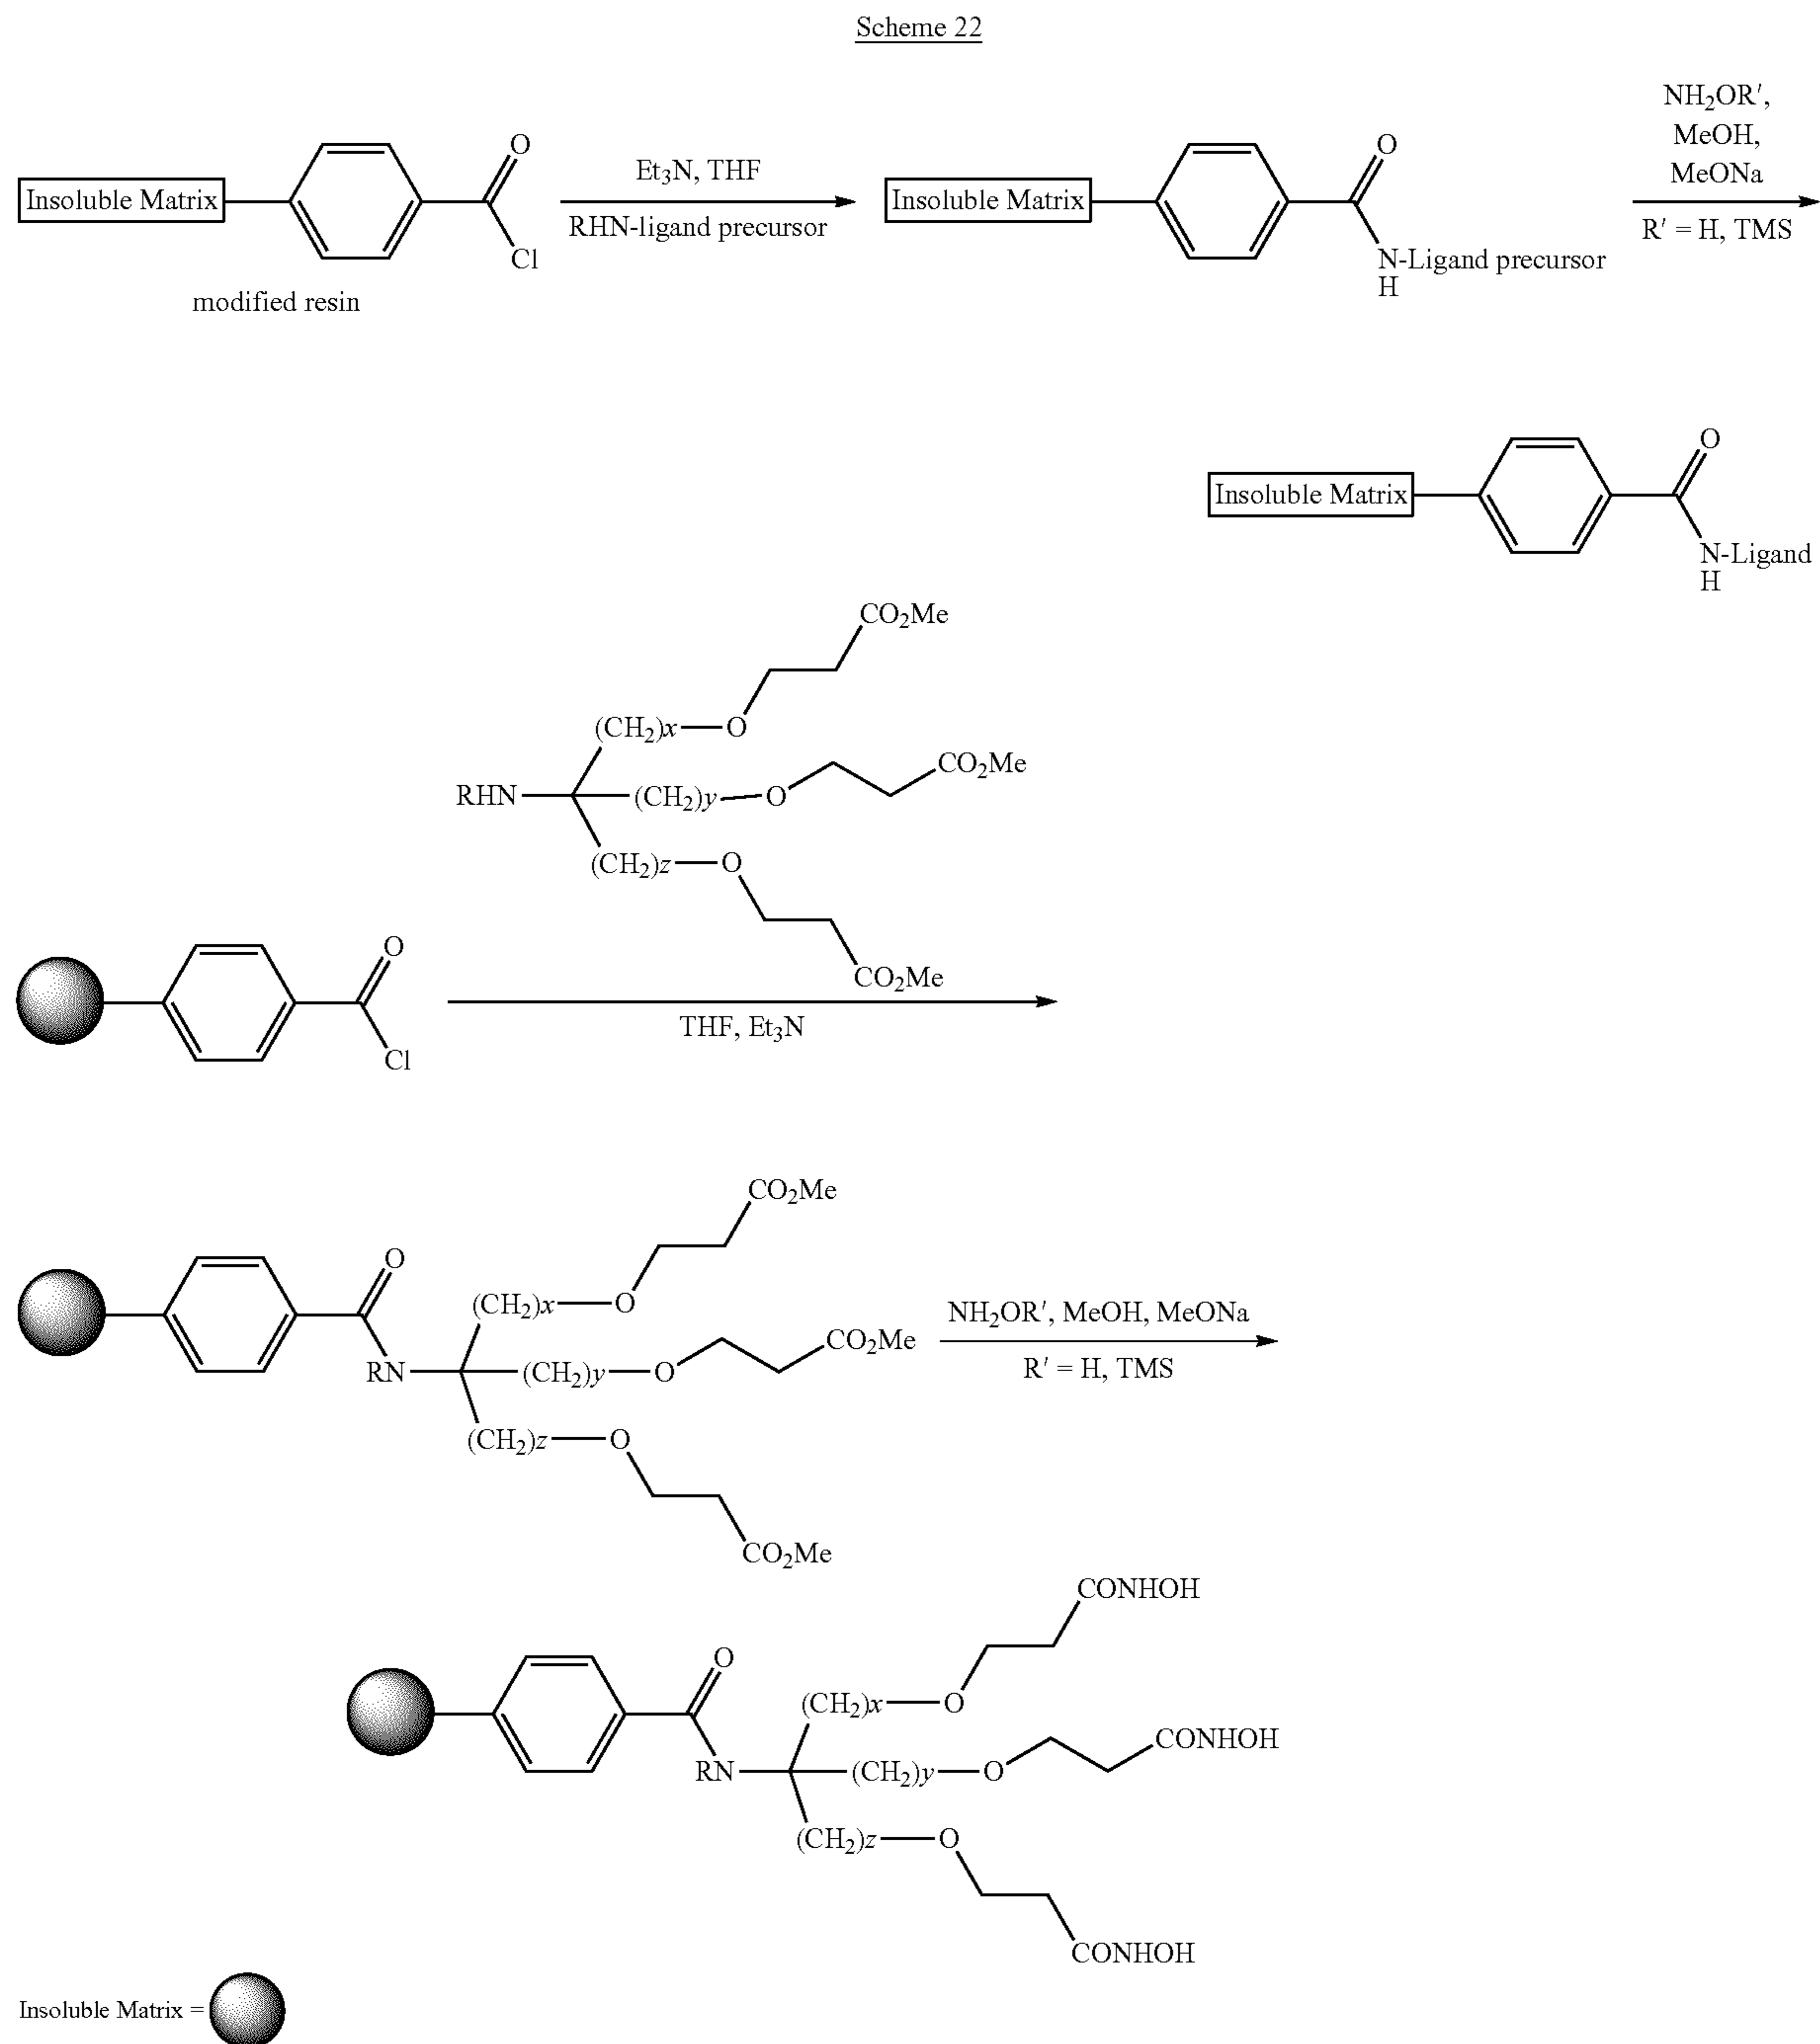 Scheme 22
Insoluble Matrix
O
Cl
modified resin
Et₃N, THF
RHN-ligand precursor
Insoluble Matrix
O
N-Ligand precursor
H
NH₂OR′,
MeOH,
MeONa
R′ = H, TMS
Insoluble Matrix
O
N-Ligand
H
CO₂Me
(CH₂)x—O
CO₂Me
RHN
(CH₂)y—O
(CH₂)z—O
CO₂Me
O
Cl
THF, Et₃N
CO₂Me
O
(CH₂)x—O
CO₂Me
RN
(CH₂)y—O
(CH₂)z—O
CO₂Me
NH₂OR′, MeOH, MeONa
R′ = H, TMS
CONHOH
O
(CH₂)x—O
CONHOH
RN
(CH₂)y—O
(CH₂)z—O
CONHOH
Insoluble Matrix =